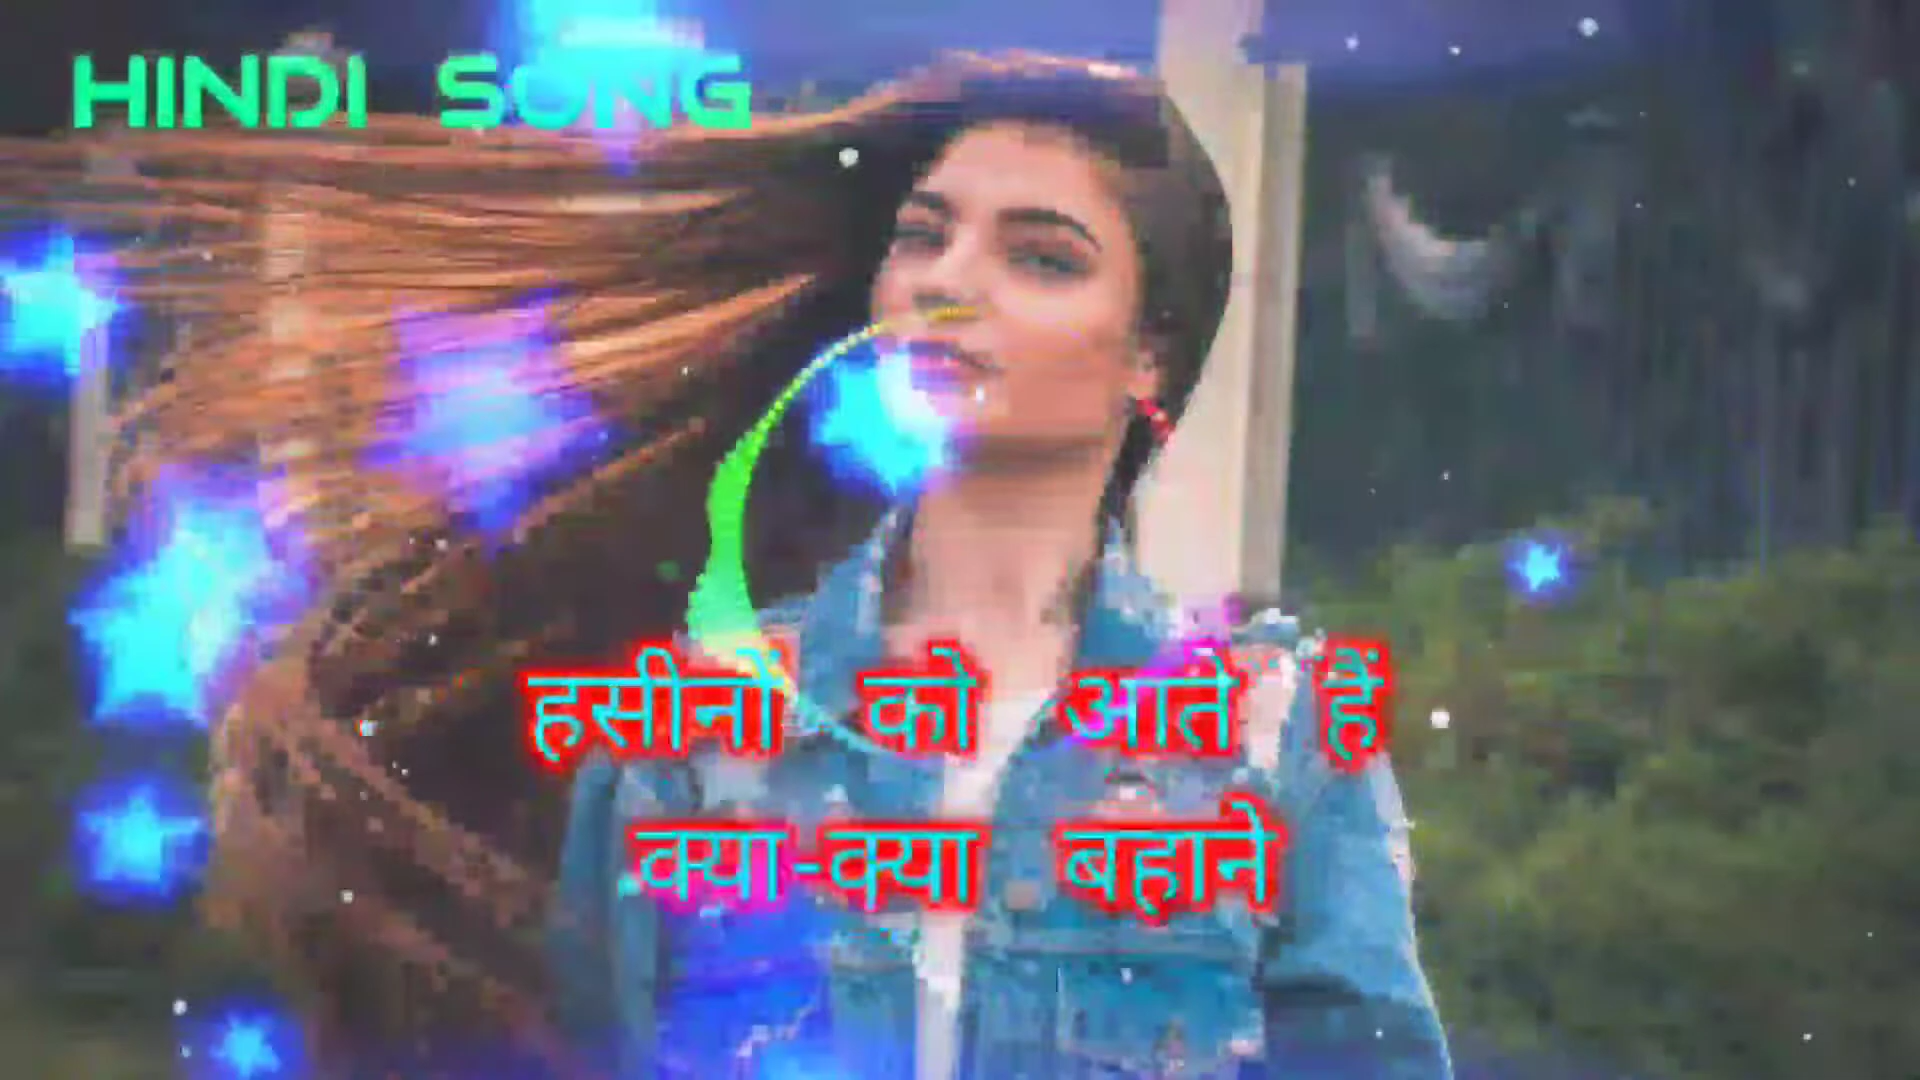 HINDI SONG
हसीनों को आते हैं
क्या-क्या बहाने